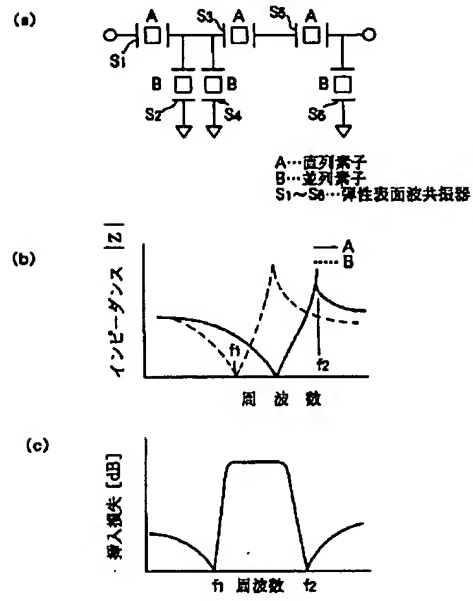 (a)
A S3 A S5 A
S1
B B B
S2 S4 S6
A…直列素子
B…並列素子
S1～S6…弾性表面波共振器
(b)
インピーダンス |Z|
A
B
f1
f2
周波数
(c)
挿入損失 [dB]
f1 周波数 f2